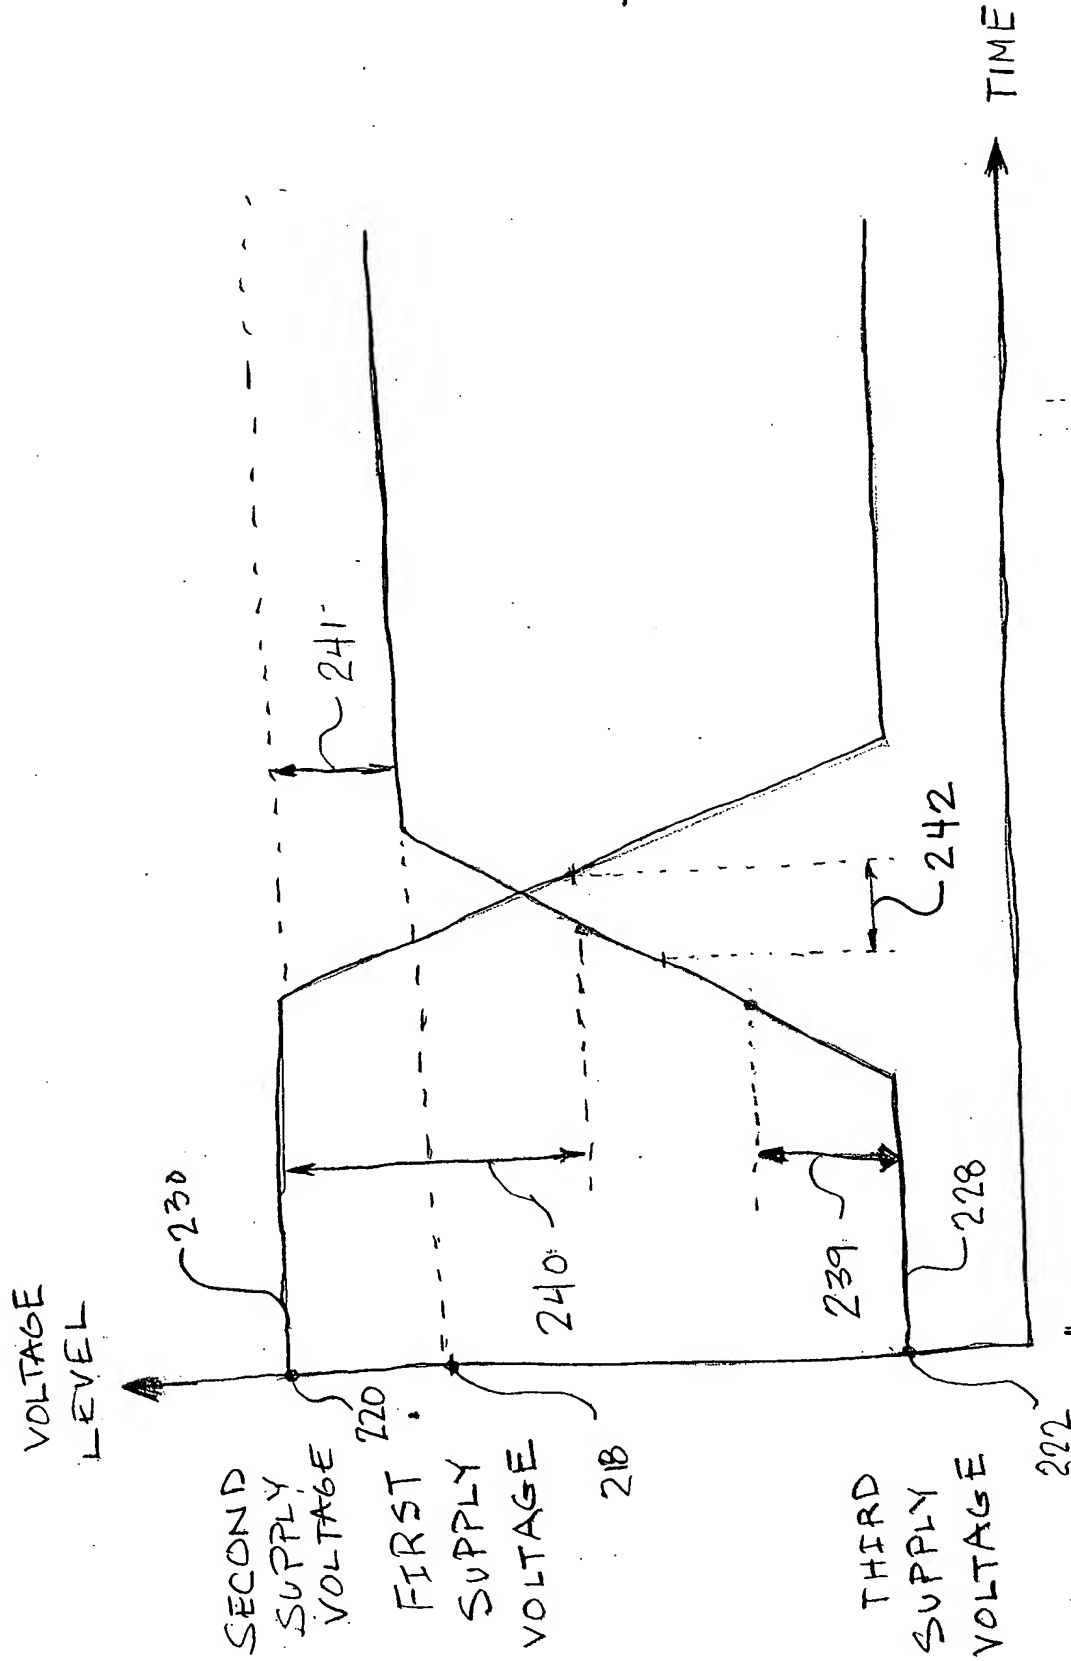 VOLTAGE
LEVEL
SECOND
SUPPLY
VOLTAGE
220
230
FIRST
SUPPLY
VOLTAGE
218
240
241
242
239
228
THIRD
SUPPLY
VOLTAGE
222
TIME